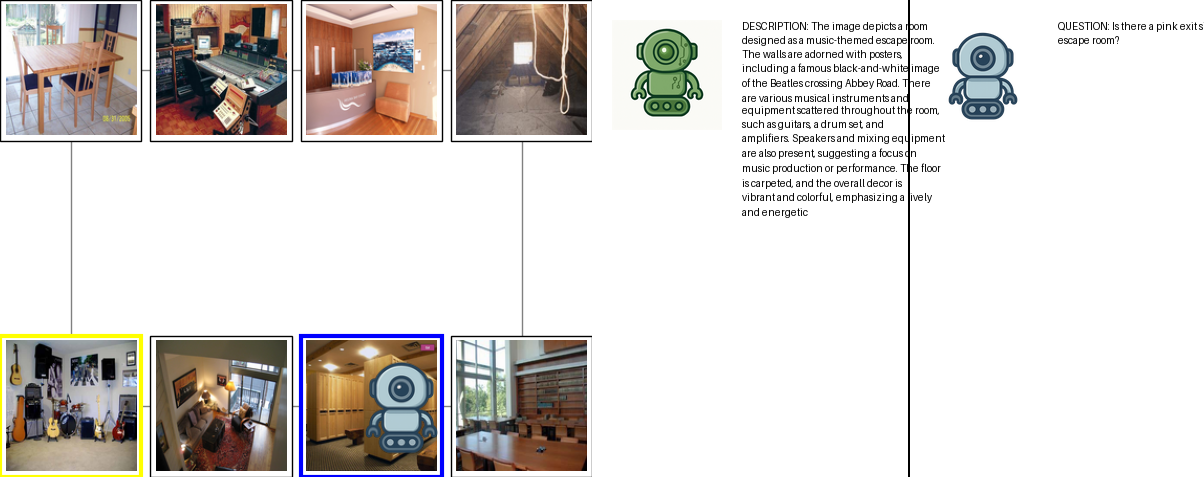 DESCRIPTION: The image depicts a room
designed as a music-themed escape room.
The walls are adorned with posters,
including a famous black-and-white image
of the Beatles crossing Abbey Road. There
are various musical instruments and
equipment scattered throughout the room,
such as guitars, a drum set, and
amplifiers. Speakers and mixing equipment
are also present, suggesting a focus on
music production or performance. The floor
is carpeted, and the overall decor is
vibrant and colorful, emphasizing a lively
and energetic
QUESTION: Is there a pink exit s
escape room?